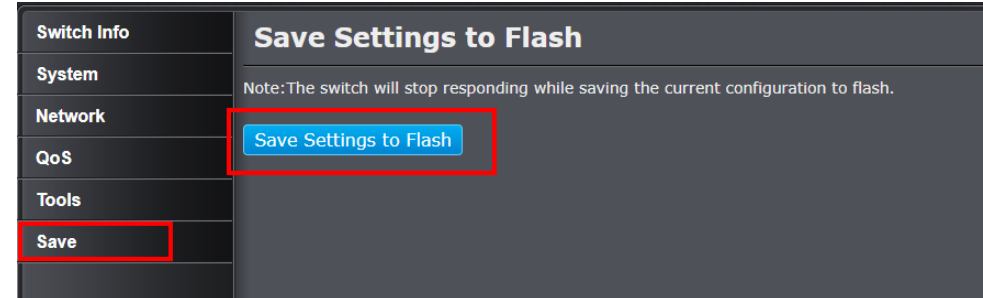 Switch Info
System
Network
QoS
Tools
Save
Save Settings to Flash
Note:The switch will stop responding while saving the current configuration to flash.
Save Settings to Flash